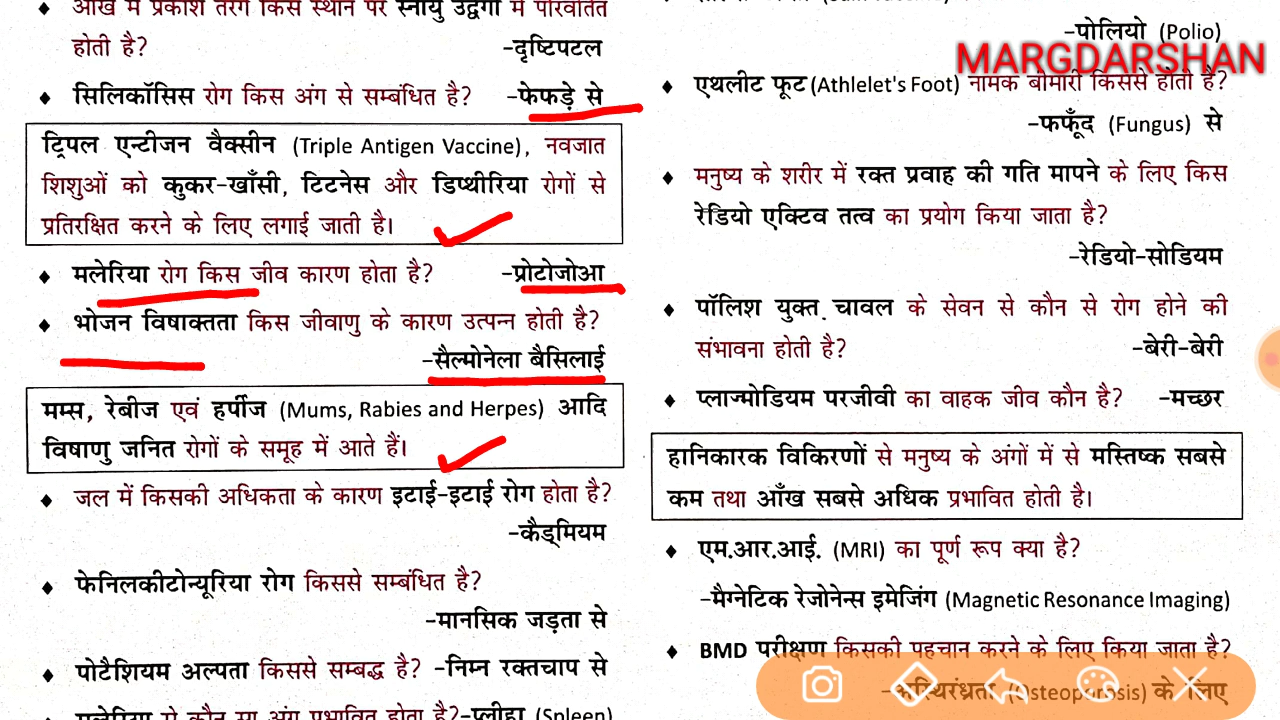 आँख में प्रकाश तरंगें किस स्थान पर स्नायु उद्वेगों में परिवर्तित
होती है? -दृष्टिपटल
♦ सिलिकॉसिस रोग किस अंग से सम्बंधित है? -फेफड़े से
ट्रिपल एन्टीजन वैक्सीन (Triple Antigen Vaccine), नवजात
शिशुओं को कुकर-खाँसी, टिटनेस और डिप्थीरिया रोगों से
प्रतिरक्षित करने के लिए लगाई जाती है।
♦ मलेरिया रोग किस जीव कारण होता है? -प्रोटोजोआ
♦ भोजन विषाक्तता किस जीवाणु के कारण उत्पन्न होती है?
-सैल्मोनेला बैसिलाई
मम्स, रेबीज एवं हर्पीज (Mums, Rabies and Herpes) आदि
विषाणु जनित रोगों के समूह में आते हैं।
♦ जल में किसकी अधिकता के कारण इटाई-इटाई रोग होता है?
-कैड्मियम
♦ फेनिलकीटोन्यूरिया रोग किससे सम्बंधित है?
-मानसिक जड़ता से
♦ पोटैशियम अल्पता किससे सम्बद्ध है? -निम्न रक्तचाप से
मलेरिया से कौन सा अंग प्रभावित होता है?-प्लीहा (Spleen)
-पोलियो (Polio)
MARGDARSHAN
♦ एथलीट फूट (Athlelet's Foot) नामक बीमारी किससे होती है?
-फफूँद (Fungus) से
♦ मनुष्य के शरीर में रक्त प्रवाह की गति मापने के लिए किस
रेडियो एक्टिव तत्व का प्रयोग किया जाता है?
-रेडियो-सोडियम
♦ पॉलिश युक्त चावल के सेवन से कौन से रोग होने की
संभावना होती है? -बेरी-बेरी
♦ प्लाज्मोडियम परजीवी का वाहक जीव कौन है? -मच्छर
हानिकारक विकिरणों से मनुष्य के अंगों में से मस्तिष्क सबसे
कम तथा आँख सबसे अधिक प्रभावित होती है।
♦ एम.आर.आई. (MRI) का पूर्ण रूप क्या है?
-मैग्नेटिक रेजोनेन्स इमेजिंग (Magnetic Resonance Imaging)
♦ BMD परीक्षण किसकी पहचान करने के लिए किया जाता है?
-अस्थिरंध्रता (Osteoporosis) के लिए